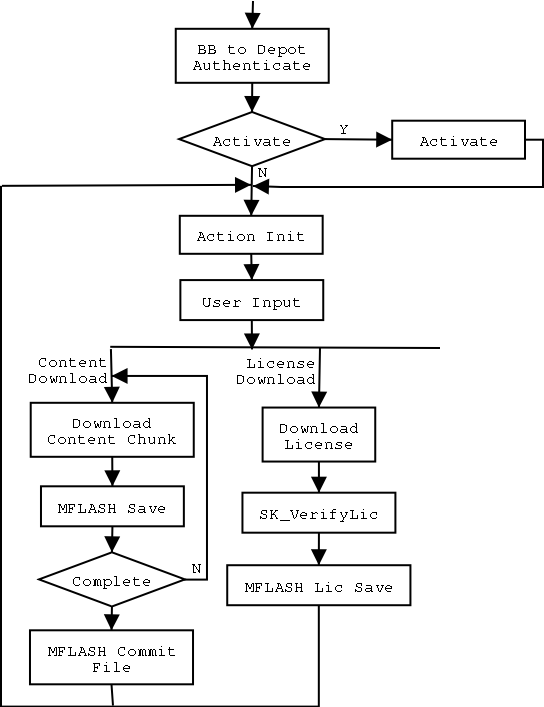 BB to Depot
Authenticate
Activate
Y
Activate
N
Action Init
User Input
Content
Download
License
Download
Download
Content Chunk
Download
License
MFLASH Save
SK_VerifyLic
Complete
N
MFLASH Lic Save
MFLASH Commit
File